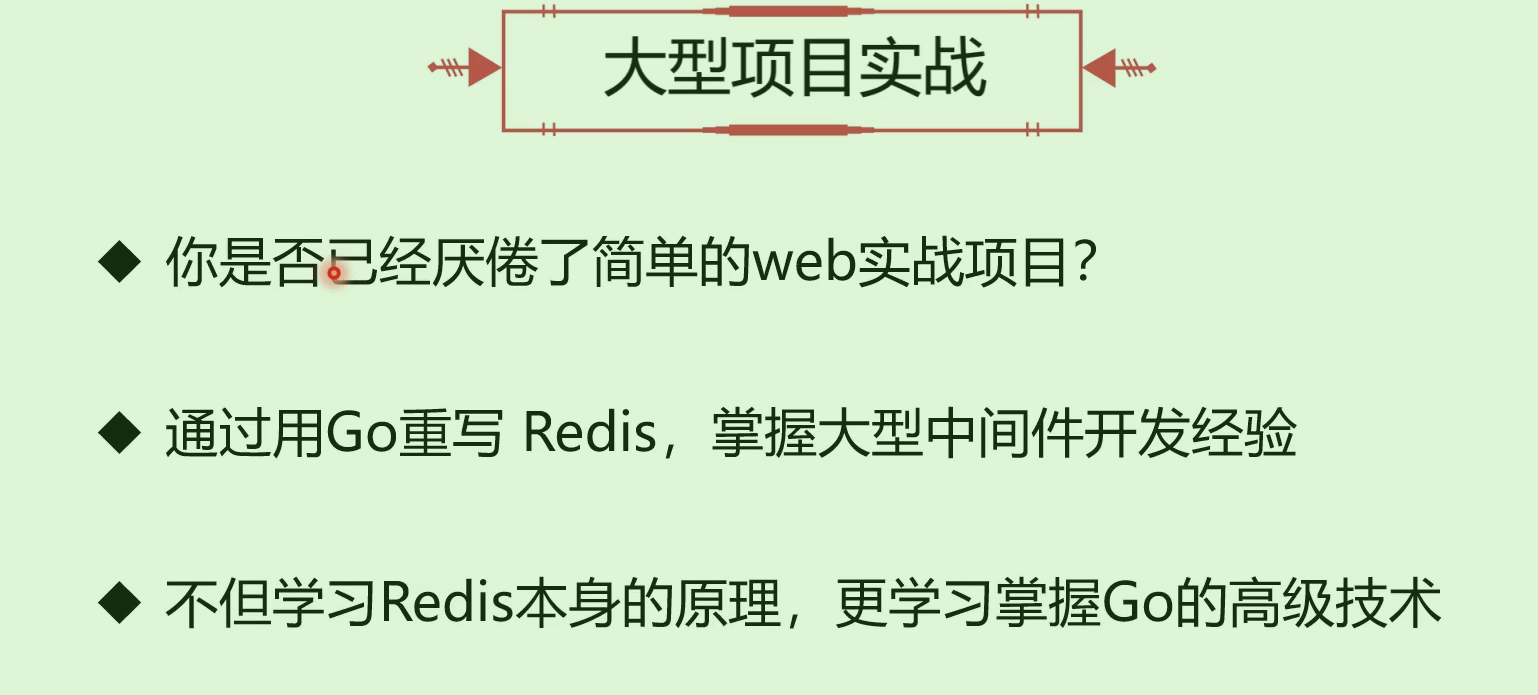 大型项目实战
你是否已经厌倦了简单的web实战项目?
通过用Go重写 Redis，掌握大型中间件开发经验
不但学习Redis本身的原理，更学习掌握Go的高级技术